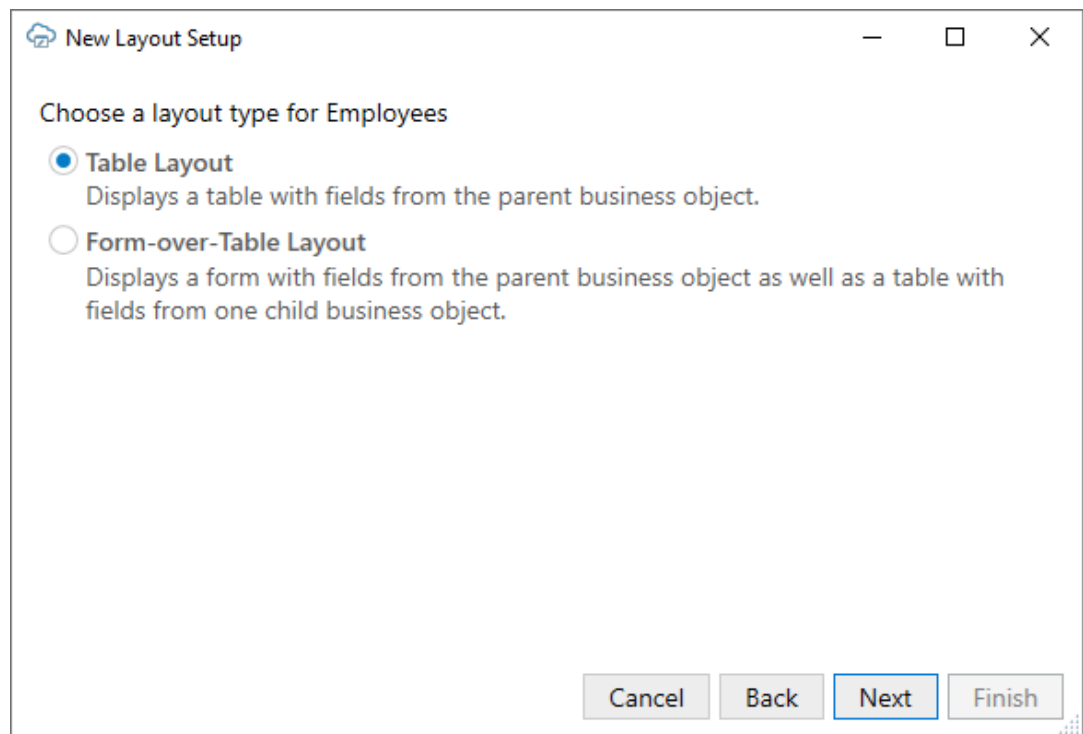 New Layout Setup
Choose a layout type for Employees
Table Layout
Displays a table with fields from the parent business object.
Form-over-Table Layout
Displays a form with fields from the parent business object as well as a table with
fields from one child business object.
Cancel Back Next Finish